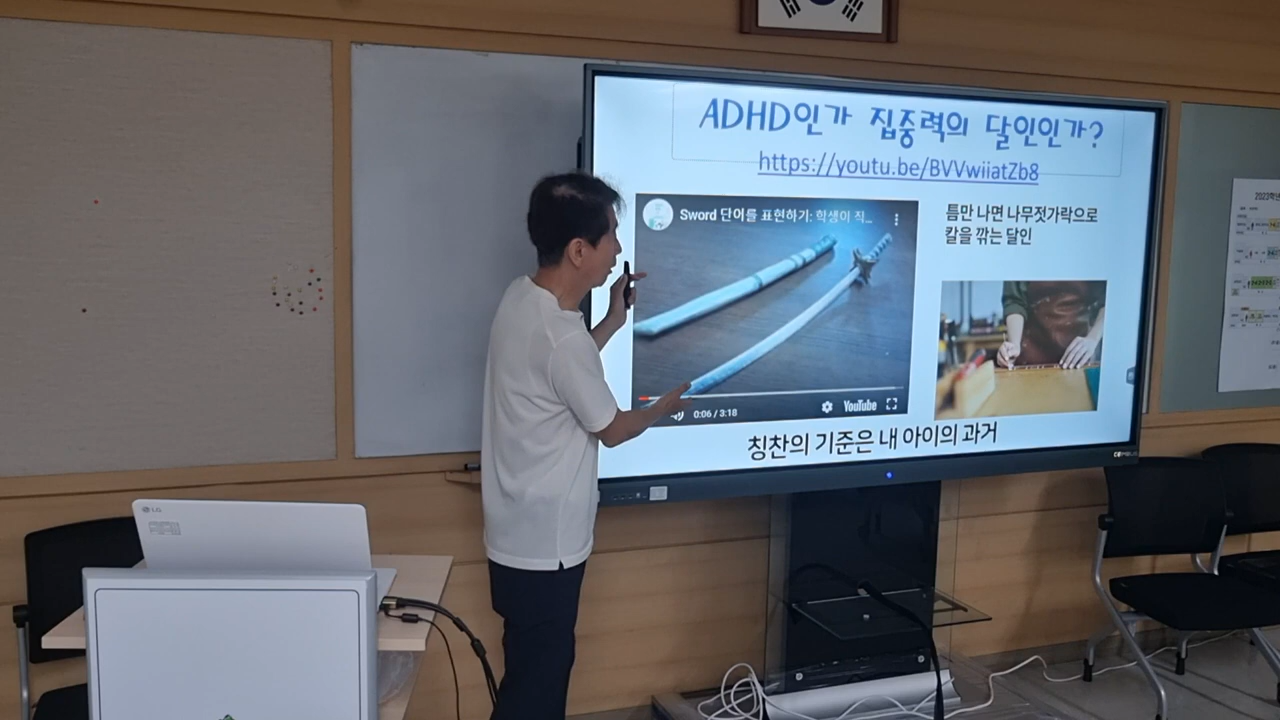 ADHD인가 집중력의 달인인가?
https://youtu.be/BVVwiiatZb8
Sword 단어를 표현하기: 학생이 직...
틈만 나면 나무젓가락으로
칼을 깎는 달인
0:06 / 3:18
YouTube
칭찬의 기준은 내 아이의 과거
LG